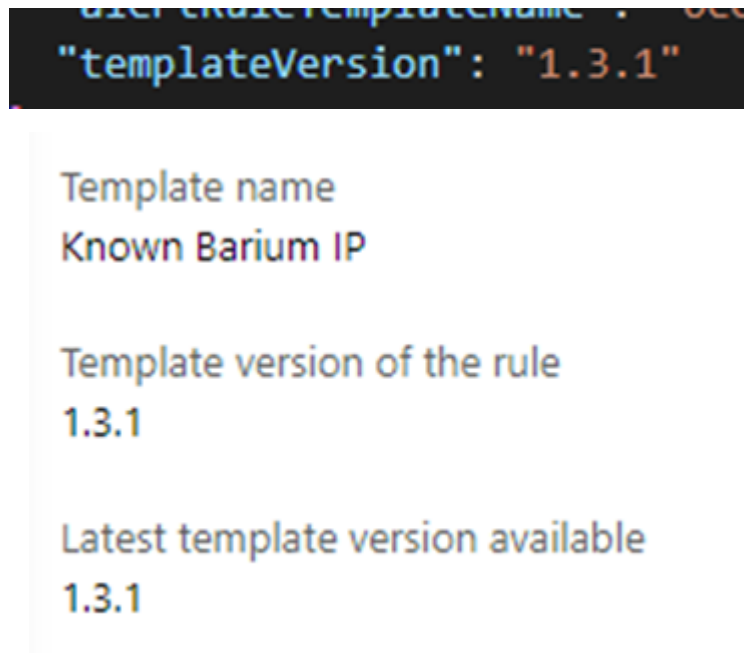 "alertRuleTemplateName":
"templateVersion": "1.3.1"
Template name
Known Barium IP
Template version of the rule
1.3.1
Latest template version available
1.3.1